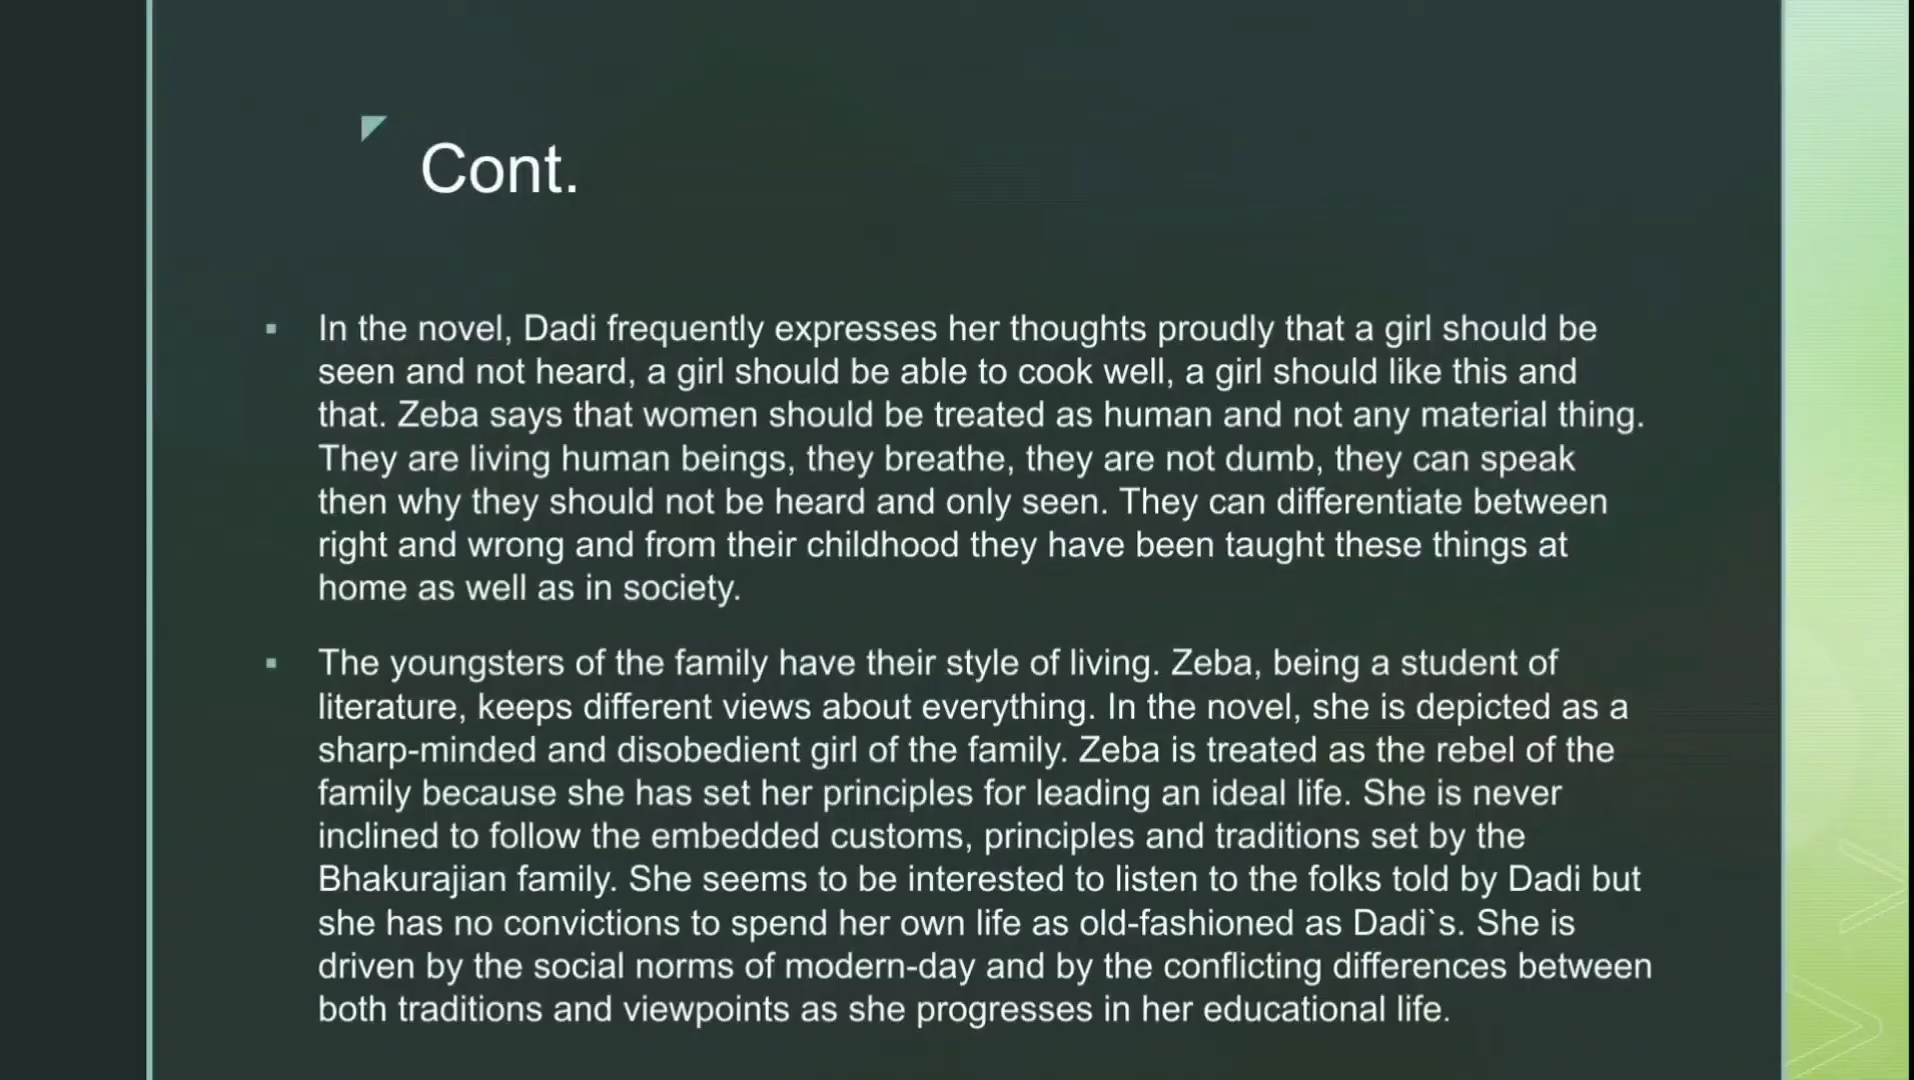 Cont.
In the novel, Dadi frequently expresses her thoughts proudly that a girl should be
seen and not heard, a girl should be able to cook well, a girl should like this and
that. Zeba says that women should be treated as human and not any material thing.
They are living human beings, they breathe, they are not dumb, they can speak
then why they should not be heard and only seen. They can differentiate between
right and wrong and from their childhood they have been taught these things at
home as well as in society.
The youngsters of the family have their style of living. Zeba, being a student of
literature, keeps different views about everything. In the novel, she is depicted as a
sharp-minded and disobedient girl of the family. Zeba is treated as the rebel of the
family because she has set her principles for leading an ideal life. She is never
inclined to follow the embedded customs, principles and traditions set by the
Bhakurajian family. She seems to be interested to listen to the folks told by Dadi but
she has no convictions to spend her own life as old-fashioned as Dadi`s. She is
driven by the social norms of modern-day and by the conflicting differences between
both traditions and viewpoints as she progresses in her educational life.